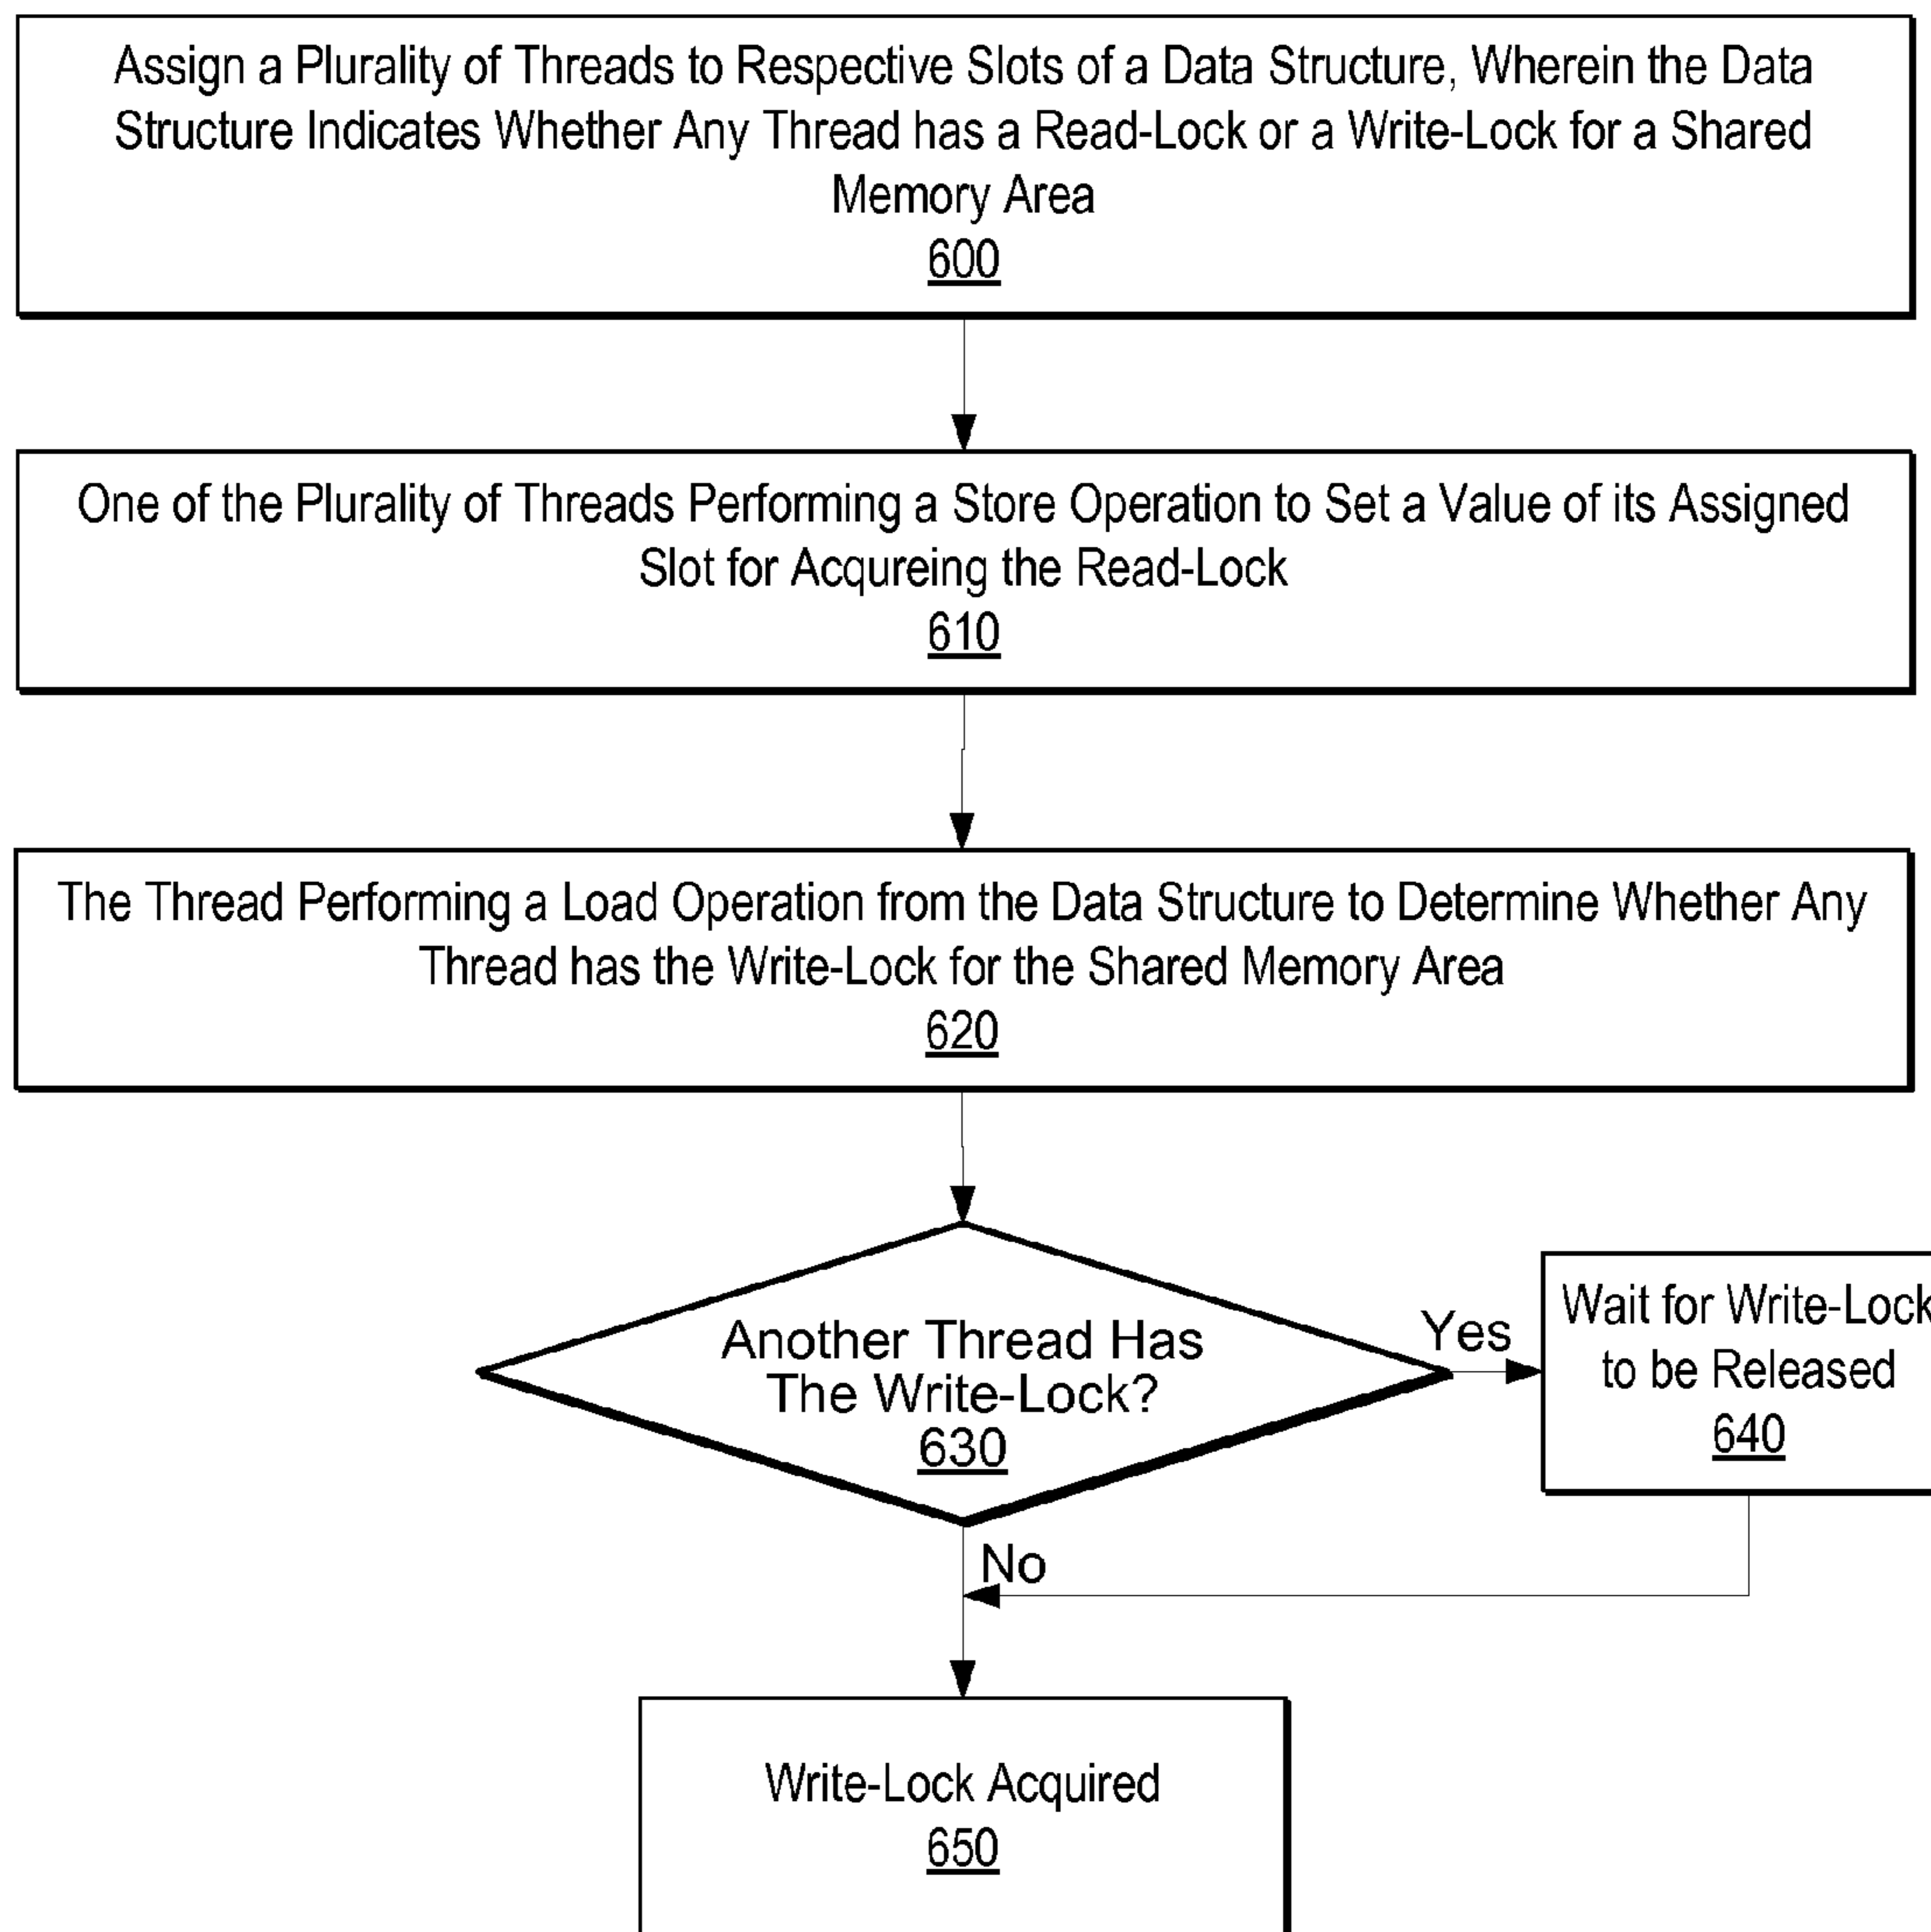 Assign a Plurality of Threads to Respective Slots of a Data Structure, Wherein the Data
Structure Indicates Whether Any Thread has a Read-Lock or a Write-Lock for a Shared
Memory Area
600
One of the Plurality of Threads Performing a Store Operation to Set a Value of its Assigned
Slot for Acqureing the Read-Lock
610
The Thread Performing a Load Operation from the Data Structure to Determine Whether Any
Thread has the Write-Lock for the Shared Memory Area
620
Another Thread Has
The Write-Lock?
630
Yes
Wait for Write-Lock
to be Released
640
No
Write-Lock Acquired
650